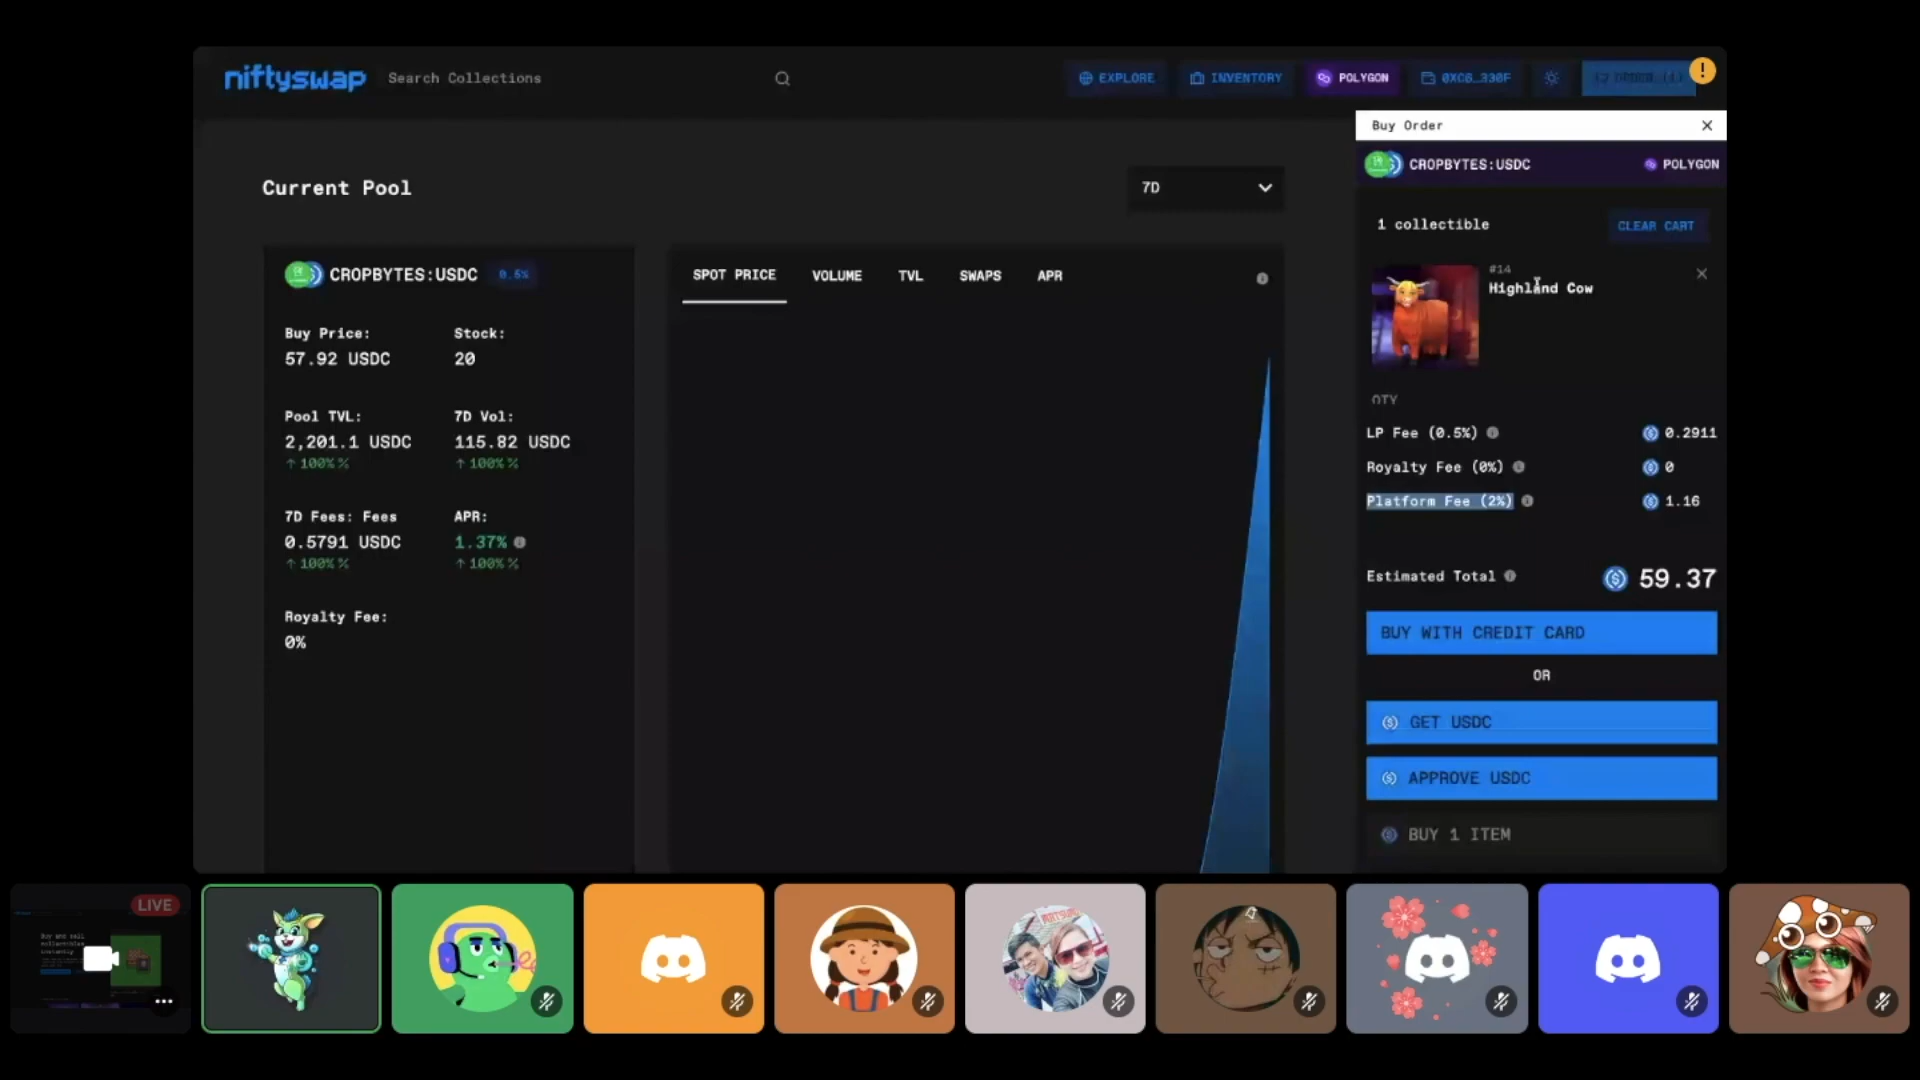 niftyswap
Search Collections
EXPLORE
INVENTORY
POLYGON
0XC6_330F
ORDER (1)
!
Buy Order
CROPBYTES:USDC
POLYGON
Current Pool
7D
1 collectible
CLEAR CART
CROPBYTES:USDC
0.5%
SPOT PRICE
VOLUME
TVL
SWAPS
APR
#14
Highland Cow
Buy Price:
57.92 USDC
Stock:
20
Pool TVL:
2,201.1 USDC
↑ 100% %
7D Vol:
115.82 USDC
↑ 100% %
QTY
LP Fee (0.5%)
0.2911
Royalty Fee (0%)
0
Platform Fee (2%)
1.16
7D Fees: Fees
0.5791 USDC
↑ 100% %
APR:
1.37%
↑ 100% %
Royalty Fee:
0%
Estimated Total
59.37
BUY WITH CREDIT CARD
OR
GET USDC
APPROVE USDC
BUY 1 ITEM
LIVE